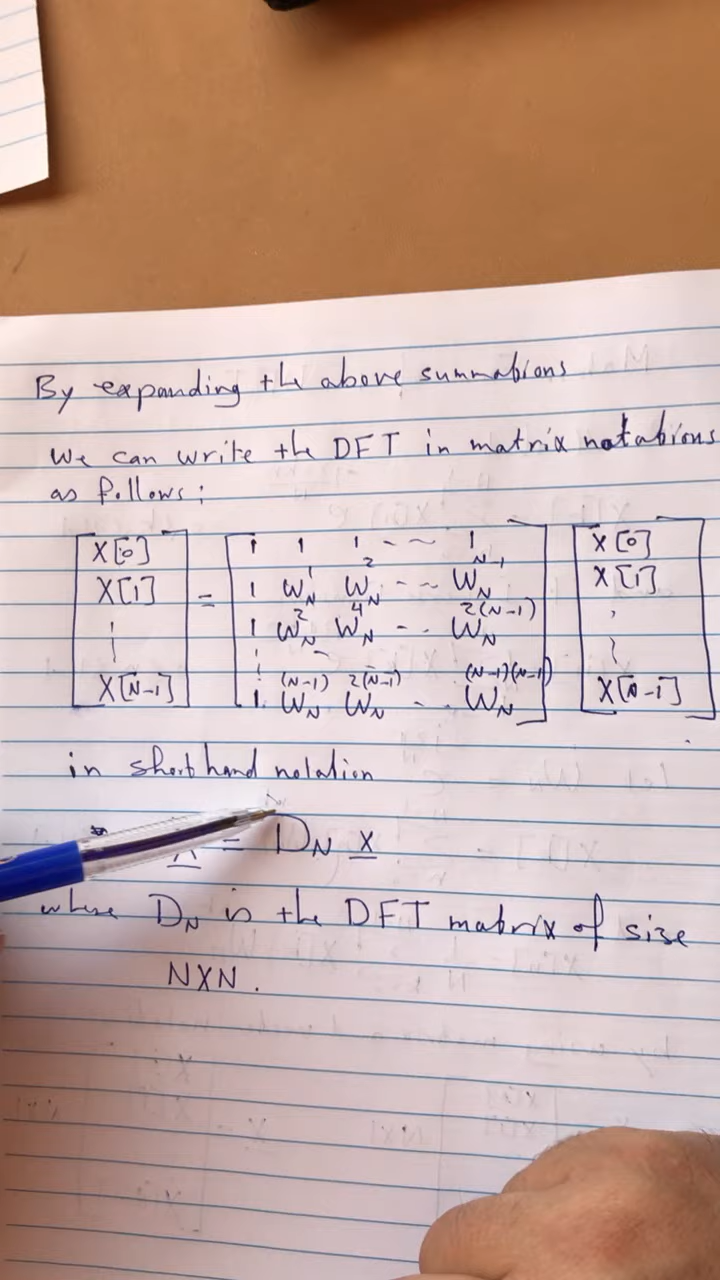 By expanding the above summations
We can write the DFT in matrix notations
as follows:
[X[0] X[1] ⋮ X[N-1]] = [1 1 1 -- 1; 1 W_N^1 W_N^2 -- W_N^{N-1}; 1 W_N^2 W_N^4 -- W_N^{2(N-1)}; ⋮; 1 W_N^{(N-1)} W_N^{2(N-1)} -- W_N^{(N-1)(N-1)}] [X[0] X[1] ⋮ X[N-1]]
in short hand notation
= D_N x
where D_N is the DFT matrix of size
NXN.